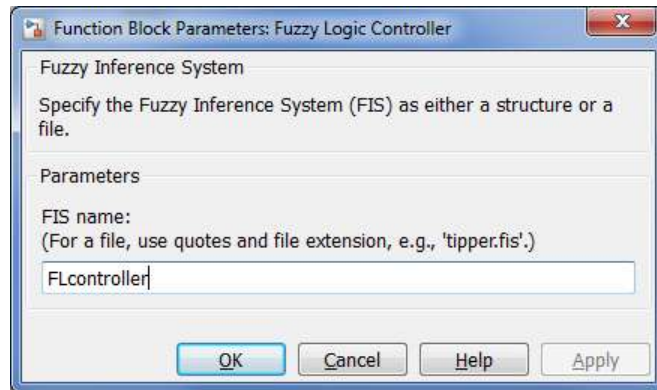 Function Block Parameters: Fuzzy Logic Controller
Fuzzy Inference System
Specify the Fuzzy Inference System (FIS) as either a structure or a
file.
Parameters
FIS name:
(For a file, use quotes and file extension, e.g., 'tipper.fis'.)
FLcontroller
OK Cancel Help Apply